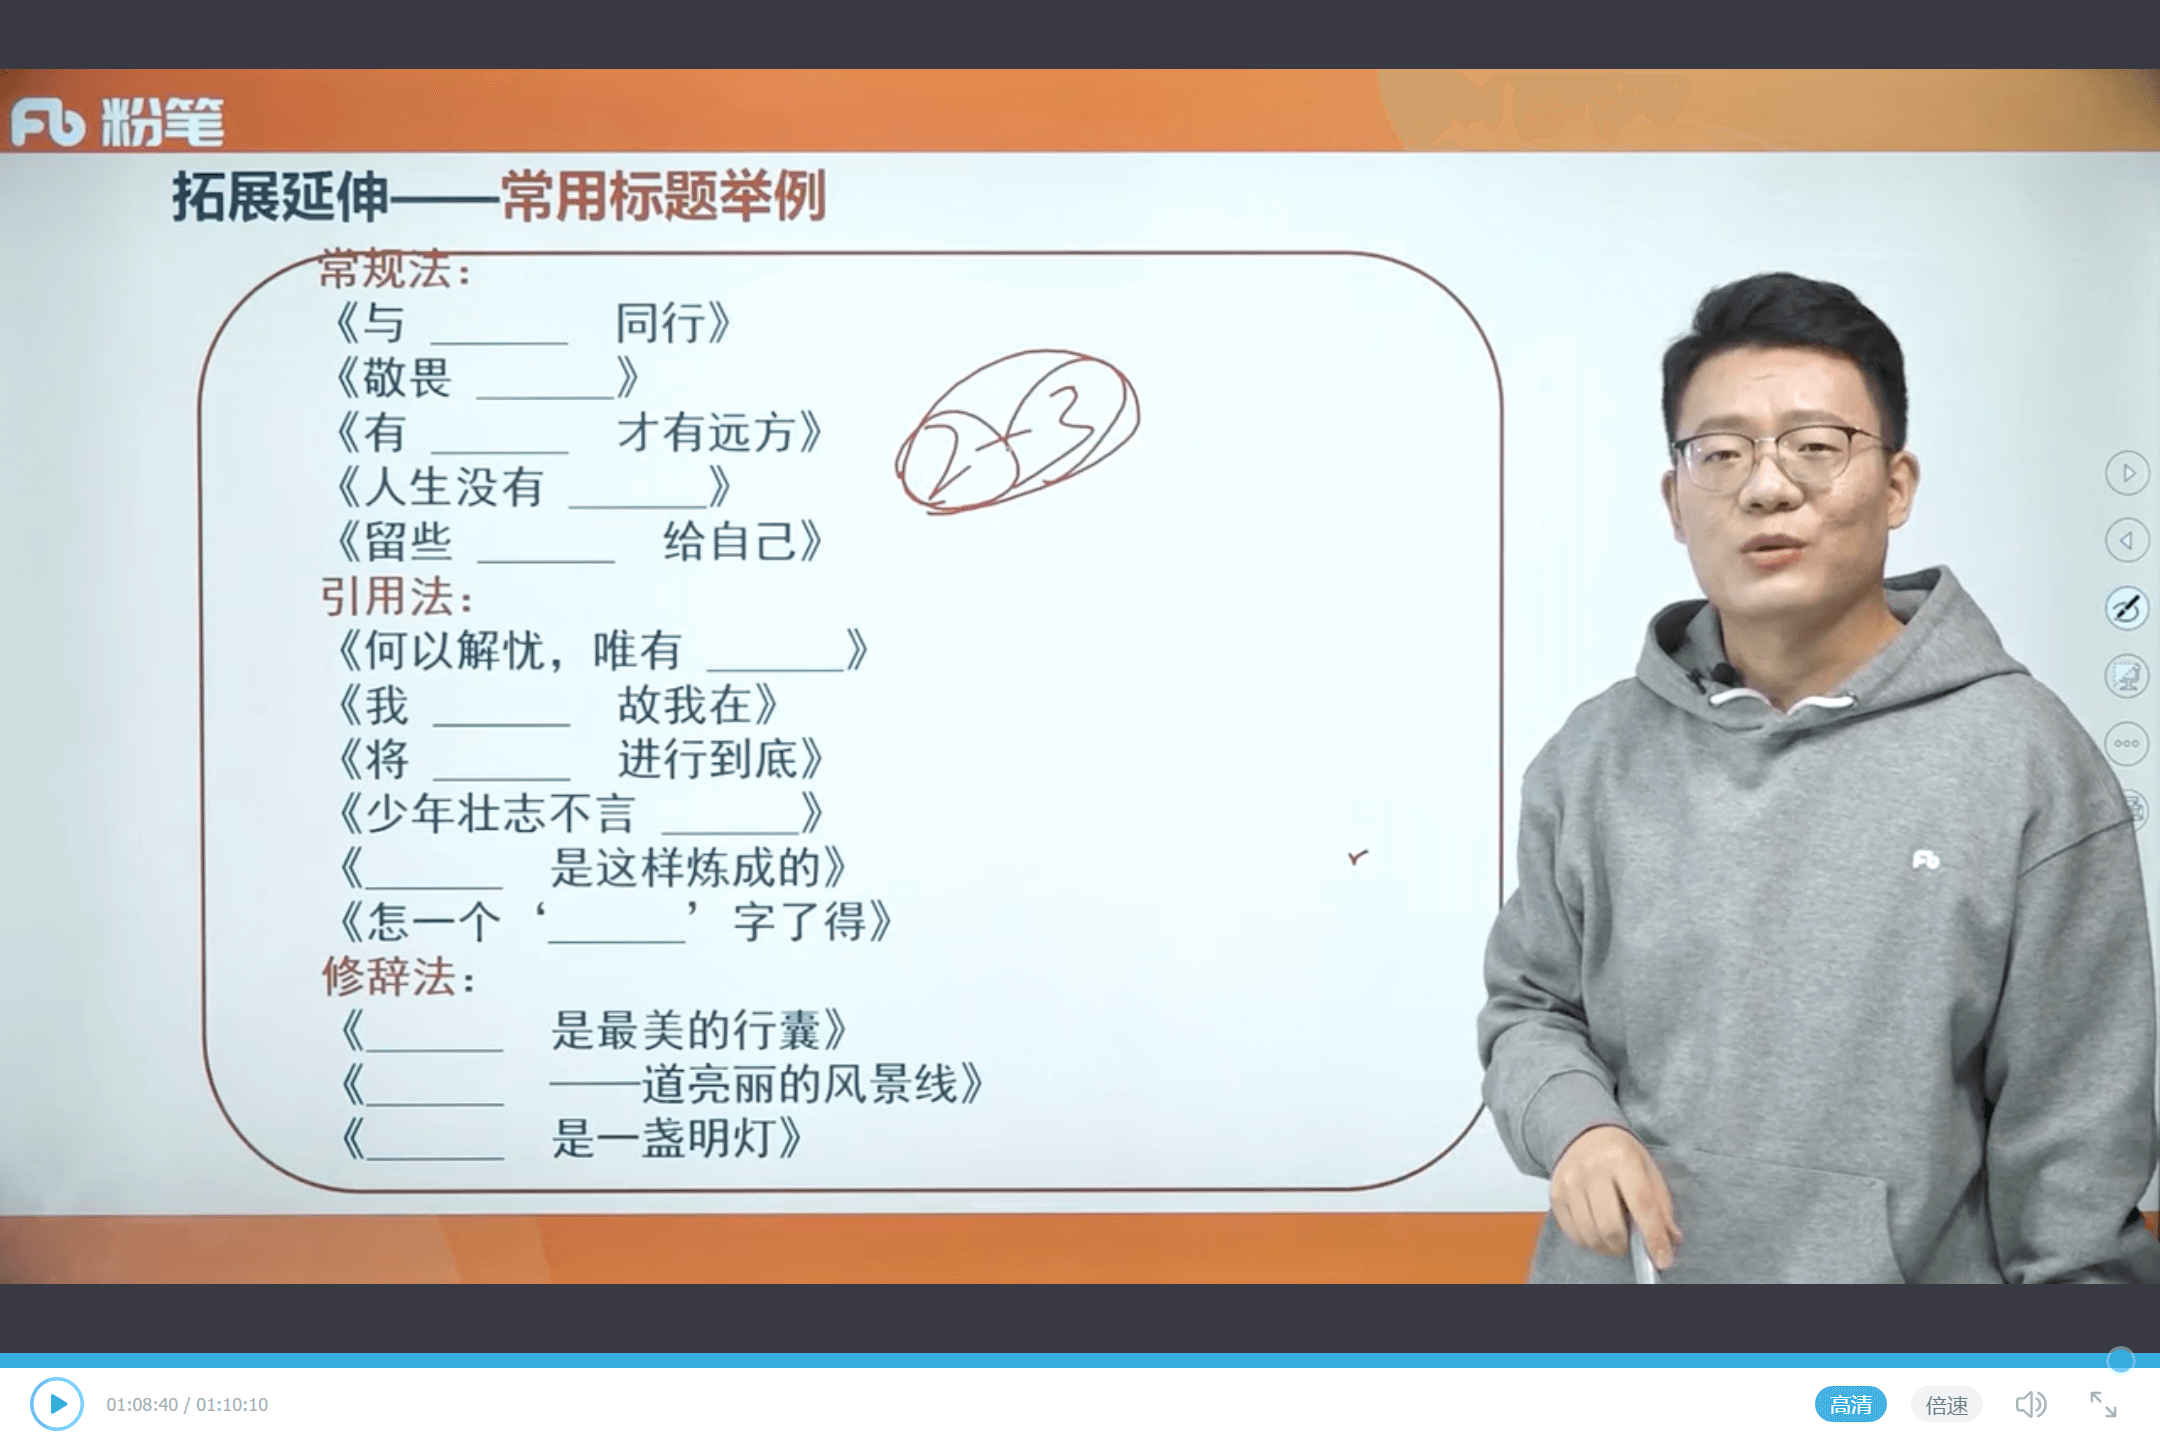 粉笔
拓展延伸——常用标题举例
常规法：
《与 ______ 同行》
《敬畏 ______》
《有 ______ 才有远方》
《人生没有 ______》
《留些 ______ 给自己》
2-3
引用法：
《何以解忧，唯有 ______》
《我 ______ 故我在》
《将 ______ 进行到底》
《少年壮志不言 ______》
《______ 是这样炼成的》
《怎一个‘______’字了得》
修辞法：
《______ 是最美的行囊》
《______ ——道亮丽的风景线》
《______ 是一盏明灯》
01:08:40 / 01:10:10
高清
倍速